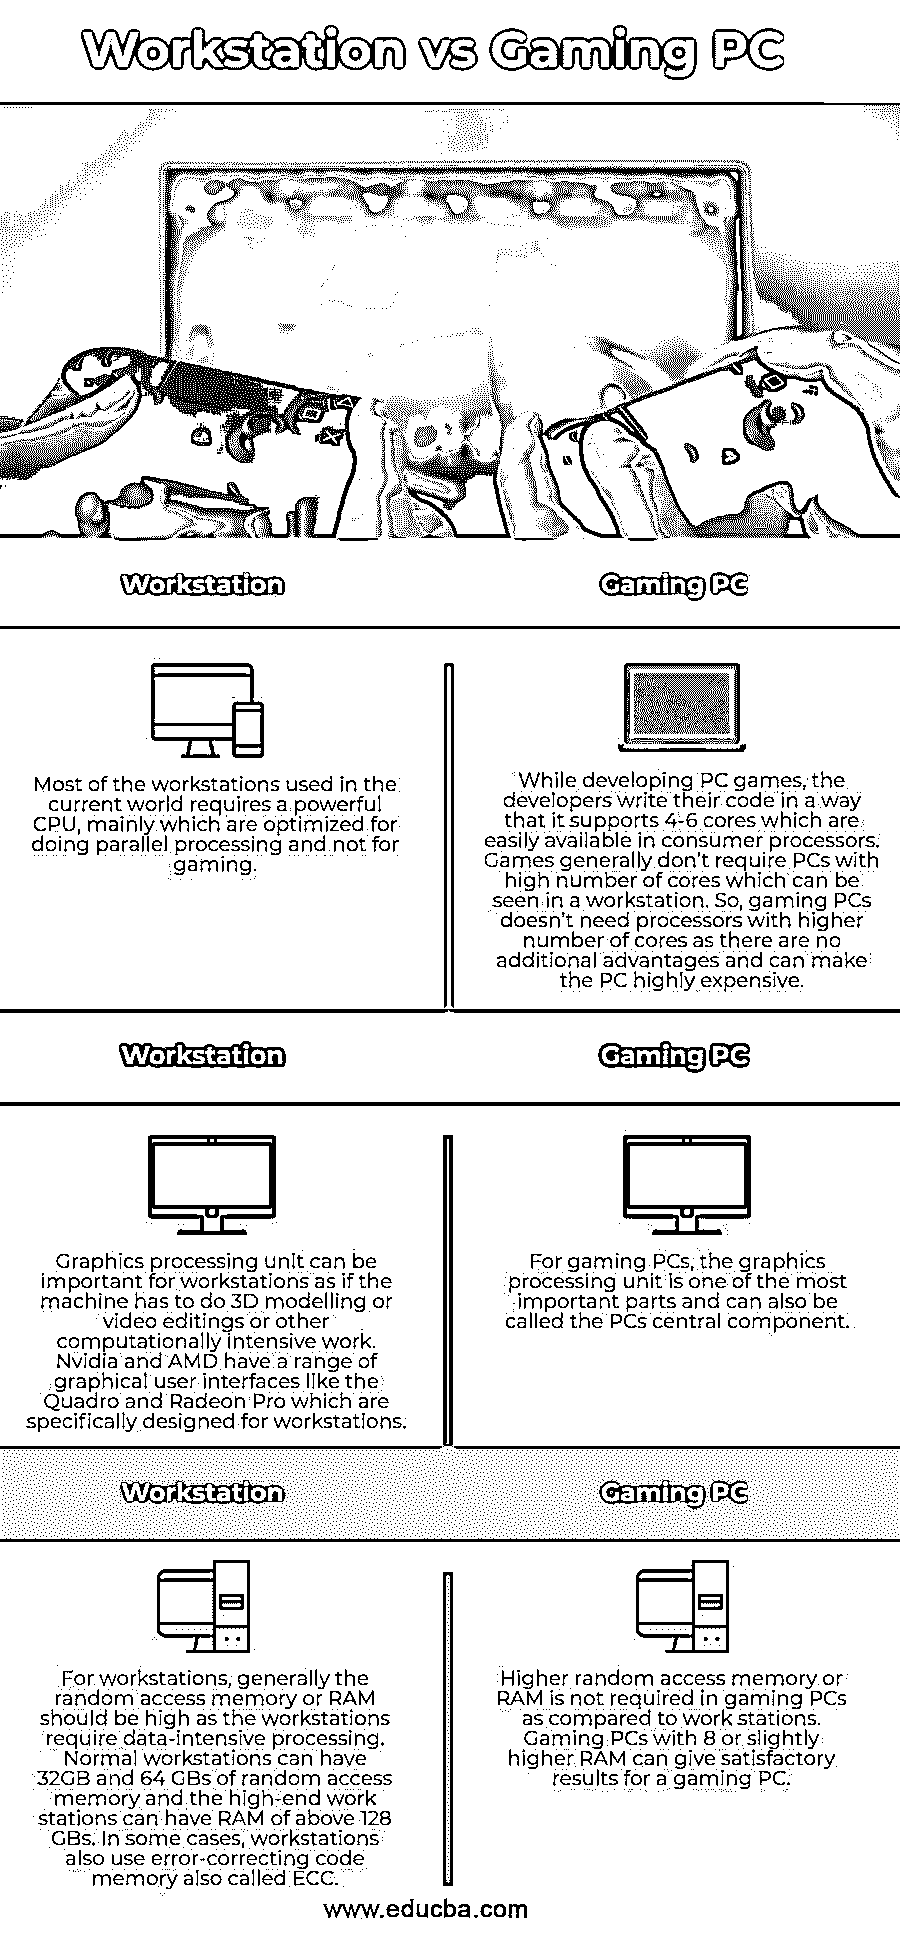 Workstation vs Gaming PC
Workstation
Gaming PC
Most of the workstations used in the
current world requires a powerful
CPU, mainly which are optimized for
doing parallel processing and not for
gaming.
While developing PC games, the
developers write their code in a way
that it supports 4-6 cores which are
easily available in consumer processors.
Games generally don't require PCs with
high number of cores which can be
seen in a workstation. So, gaming PCs
doesn't need processors with higher
number of cores as there are no
additional advantages and can make
the PC highly expensive.
Workstation
Gaming PC
Graphics processing unit can be
important for workstations as if the
machine has to do 3D modelling or
video editings or other
computationally intensive work.
Nvidia and AMD have a range of
graphical user interfaces like the
Quadro and Radeon Pro which are
specifically designed for workstations.
For gaming PCs, the graphics
processing unit is one of the most
important parts and can also be
called the PCs central component.
Workstation
Gaming PC
For workstations, generally the
random access memory or RAM
should be high as the workstations
require data-intensive processing.
Normal workstations can have
32GB and 64 GBs of random access
memory and the high-end work
stations can have RAM of above 128
GBs. In some cases, workstations
also use error-correcting code
memory also called ECC.
Higher random access memory or
RAM is not required in gaming PCs
as compared to work stations.
Gaming PCs with 8 or slightly
higher RAM can give satisfactory
results for a gaming PC.
www.educba.com